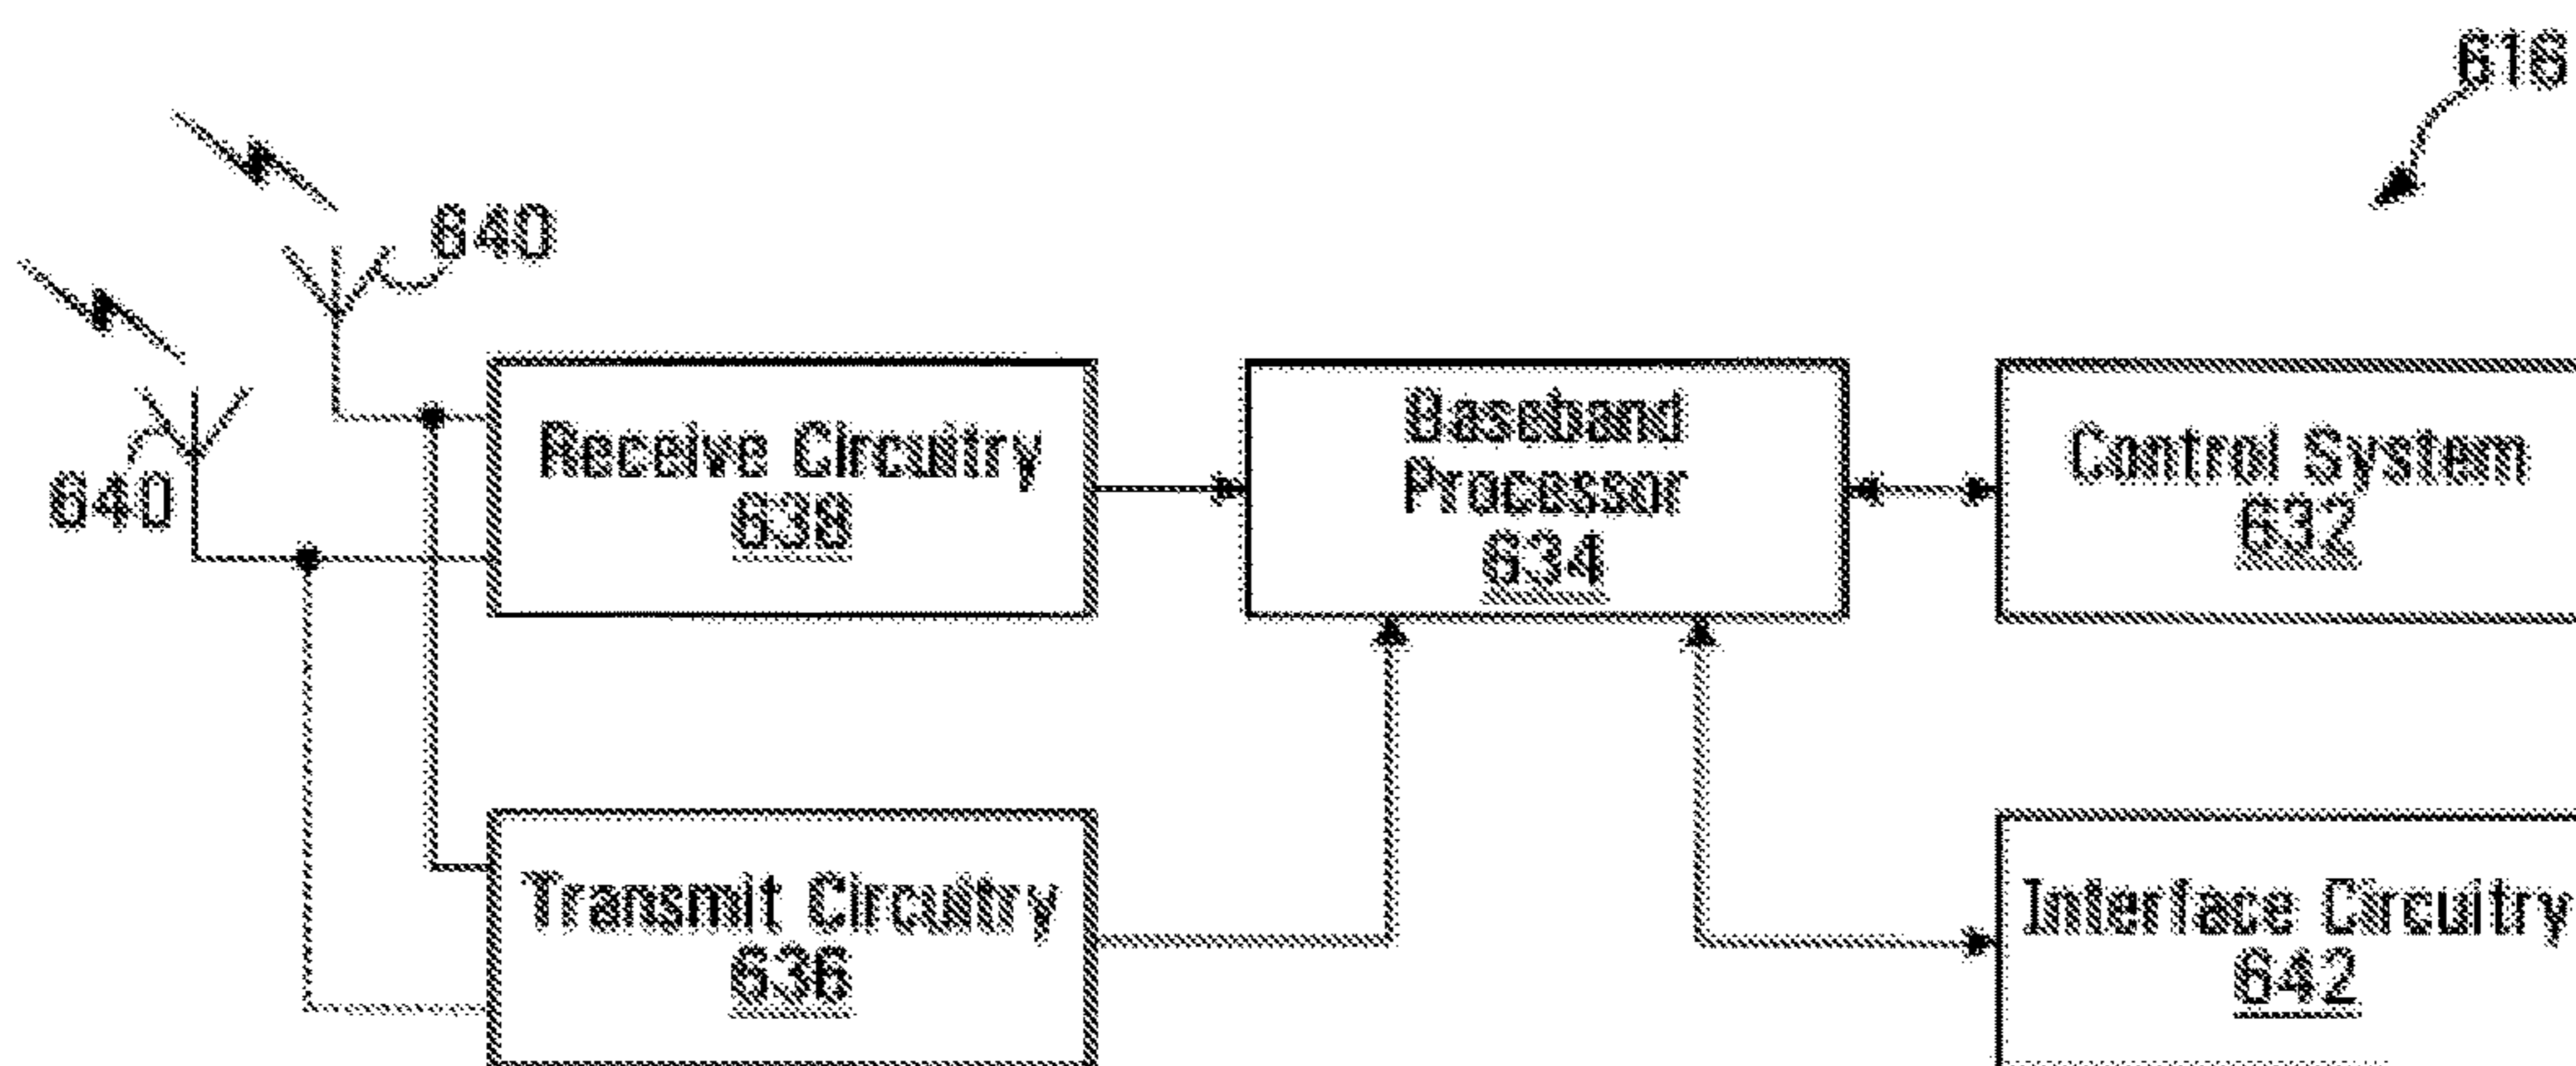 616
640
640
Receive Circuitry
638
Baseband
Processor
634
Control System
632
Transmit Circuitry
636
Interface Circuitry
642